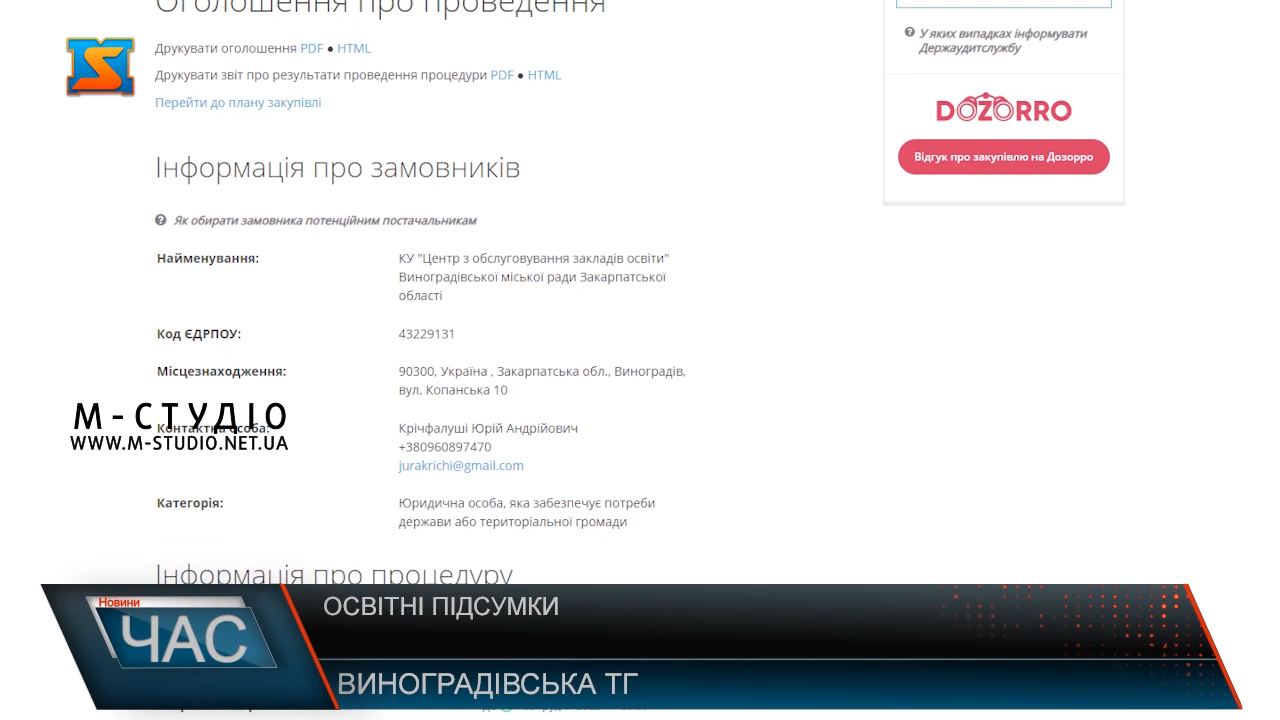 Оголошення про проведення
Друкувати оголошення PDF ● HTML
Друкувати звіт про результати проведення процедури PDF ● HTML
Перейти до плану закупівлі
У яких випадках інформувати
Держаудитслужбу
DOZORRO
Відгук про закупівлю на Дозорро
Інформація про замовників
Як обирати замовника потенційним постачальникам
Найменування: КУ "Центр з обслуговування закладів освіти"
Виноградівської міської ради Закарпатської
області
Код ЄДРПОУ: 43229131
Місцезнаходження: 90300, Україна , Закарпатська обл., Виноградів,
вул. Копанська 10
М-СТУДІО
WWW.M-STUDIO.NET.UA
Контактна особа: Крічфалуші Юрій Андрійович
+380960897470
jurakrichi@gmail.com
Категорія: Юридична особа, яка забезпечує потреби
держави або територіальної громади
Інформація про процедуру
Новини
ЧАС
ОСВІТНІ ПІДСУМКИ
ВИНОГРАДІВСЬКА ТГ